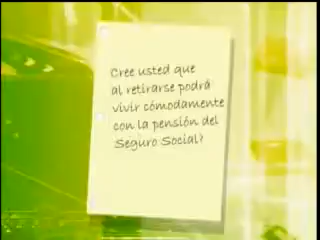 Cree usted que
al retirarse podrá
vivir cómodamente
con la pensión del
Seguro Social?